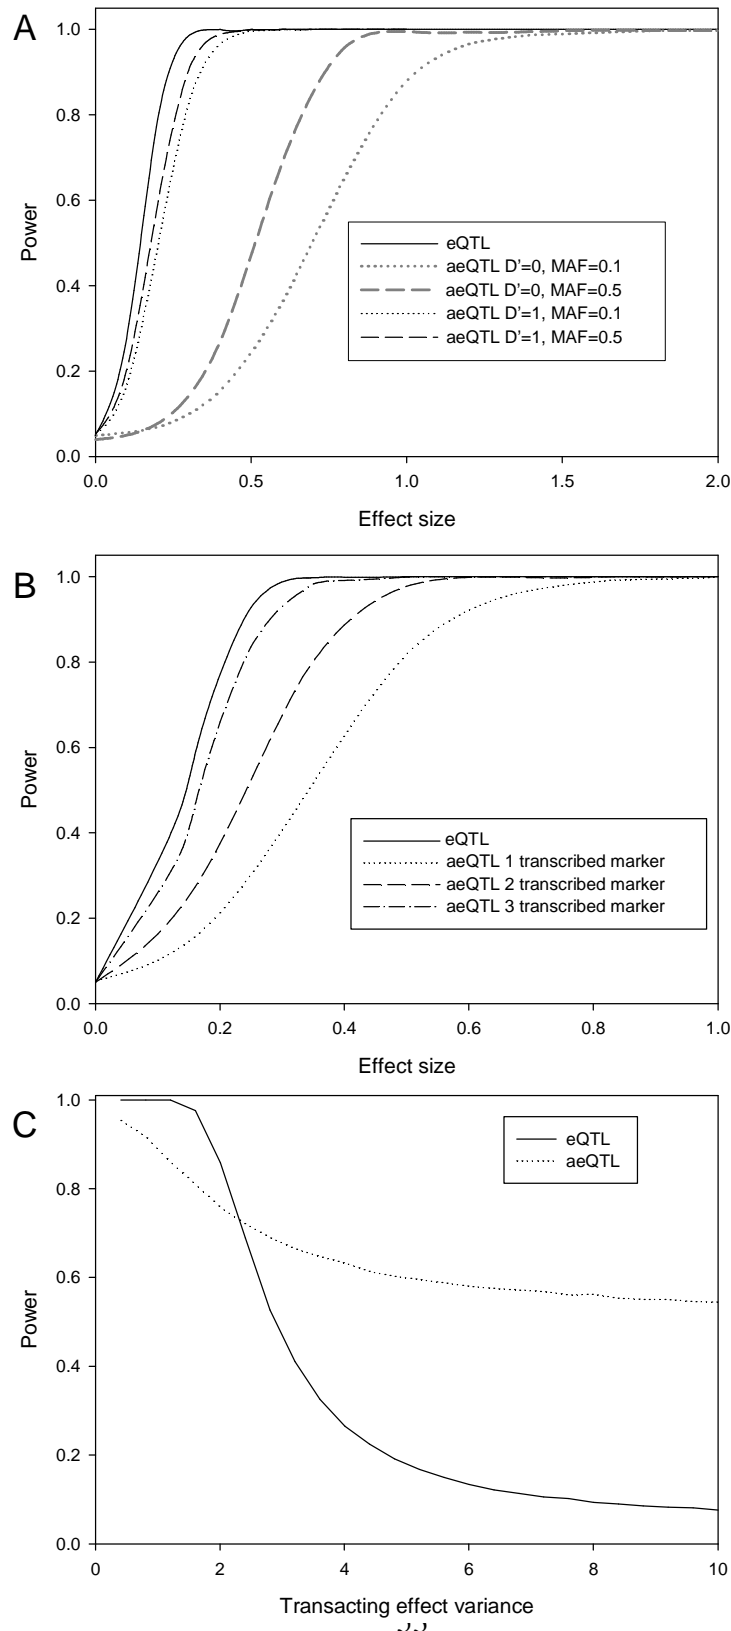 A
1.0
0.8
0.6
0.4
0.2
0.0
Power
eQTL
aeQTL D'=0, MAF=0.1
aeQTL D'=0, MAF=0.5
aeQTL D'=1, MAF=0.1
aeQTL D'=1, MAF=0.5
0.0 0.5 1.0 1.5 2.0
Effect size
B
1.0
0.8
0.6
0.4
0.2
0.0
Power
eQTL
aeQTL 1 transcribed marker
aeQTL 2 transcribed marker
aeQTL 3 transcribed marker
0.0 0.2 0.4 0.6 0.8 1.0
Effect size
C
1.0
0.8
0.6
0.4
0.2
0.0
Power
eQTL
aeQTL
0 2 4 6 8 10
Transacting effect variance